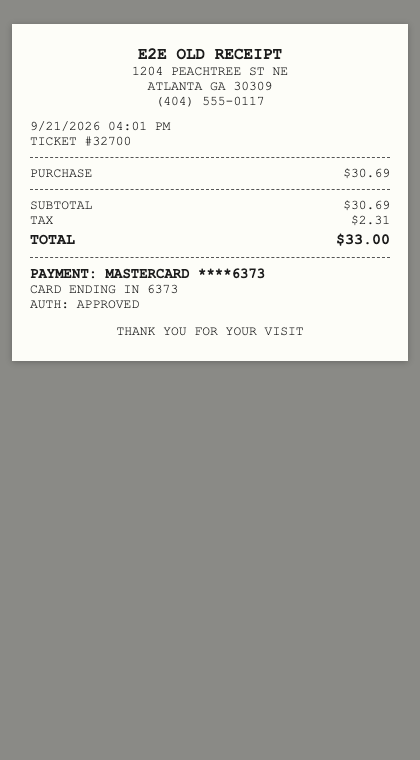 E2E OLD RECEIPT
1204 PEACHTREE ST NE
ATLANTA GA 30309
(404) 555-0117
9/21/2026 04:01 PM
TICKET #32700
PURCHASE $30.69
SUBTOTAL $30.69
TAX $2.31
TOTAL $33.00
PAYMENT: MASTERCARD ****6373
CARD ENDING IN 6373
AUTH: APPROVED
THANK YOU FOR YOUR VISIT